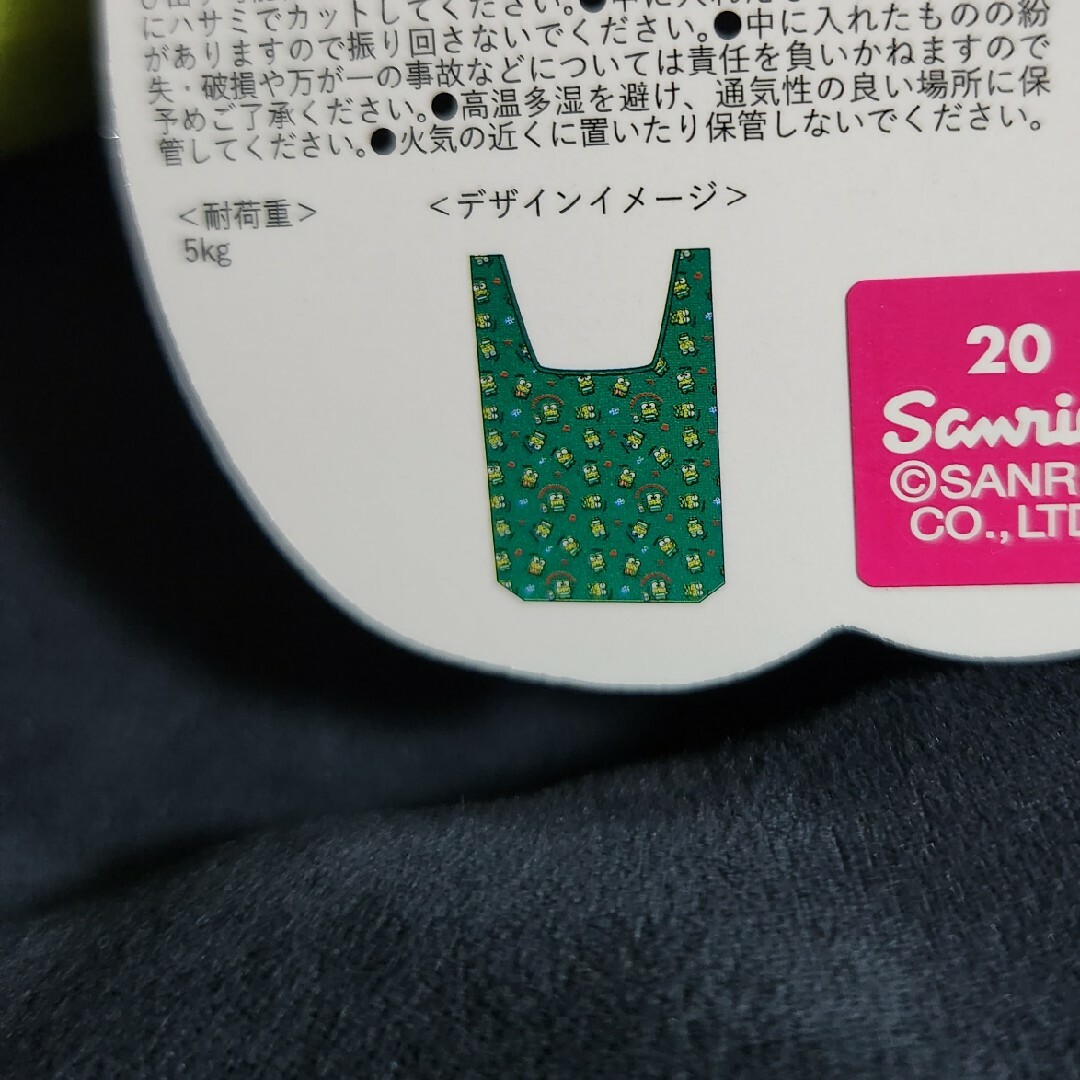 にハサミでカットしてください。●中に入れた
がありますので振り回さないでください。●中に入れたものの紛
失・破損や万が一の事故などについては責任を負いかねますので
予めご了承ください。●高温多湿を避け、通気性の良い場所に保
管してください。●火気の近くに置いたり保管しないでください。
<耐荷重>
5kg
<デザインイメージ>
20
Sanri
©SANR
CO.,LTD